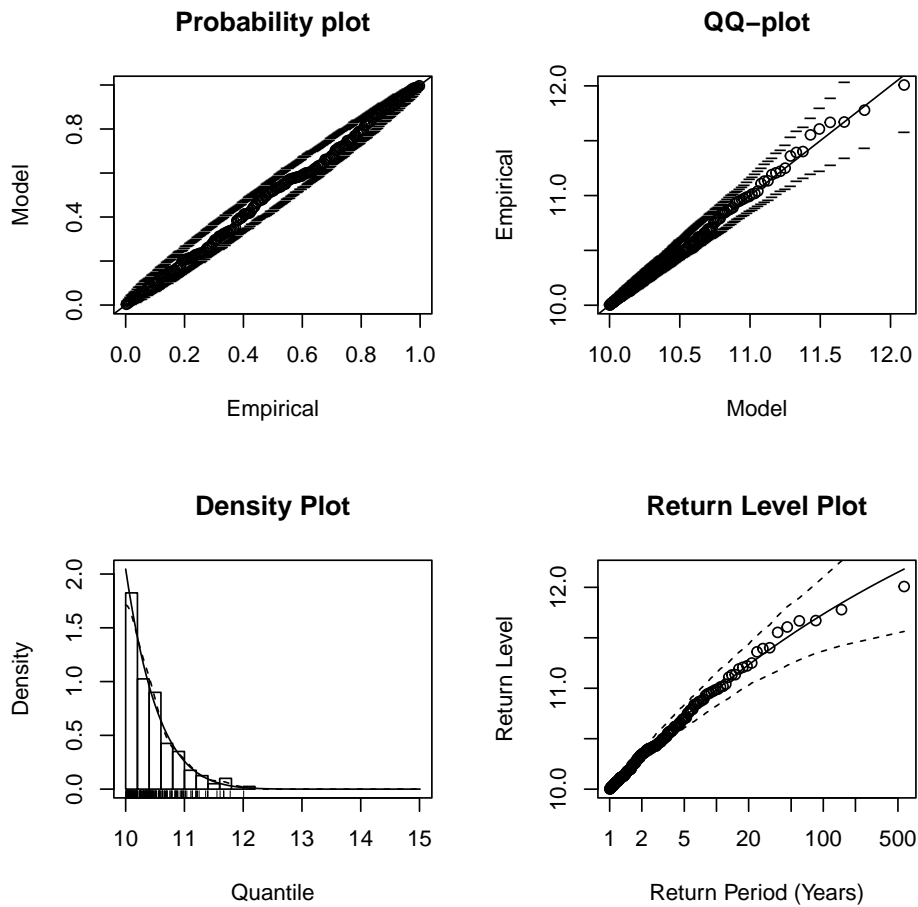 Probability plot
Model
0.0 0.4 0.8
0.0 0.2 0.4 0.6 0.8 1.0
Empirical
QQ−plot
Empirical
10.0 11.0 12.0
10.0 10.5 11.0 11.5 12.0
Model
Density Plot
Density
0.0 0.5 1.0 1.5 2.0
10 11 12 13 14 15
Quantile
Return Level Plot
Return Level
10.0 11.0 12.0
1 2 5 20 100 500
Return Period (Years)